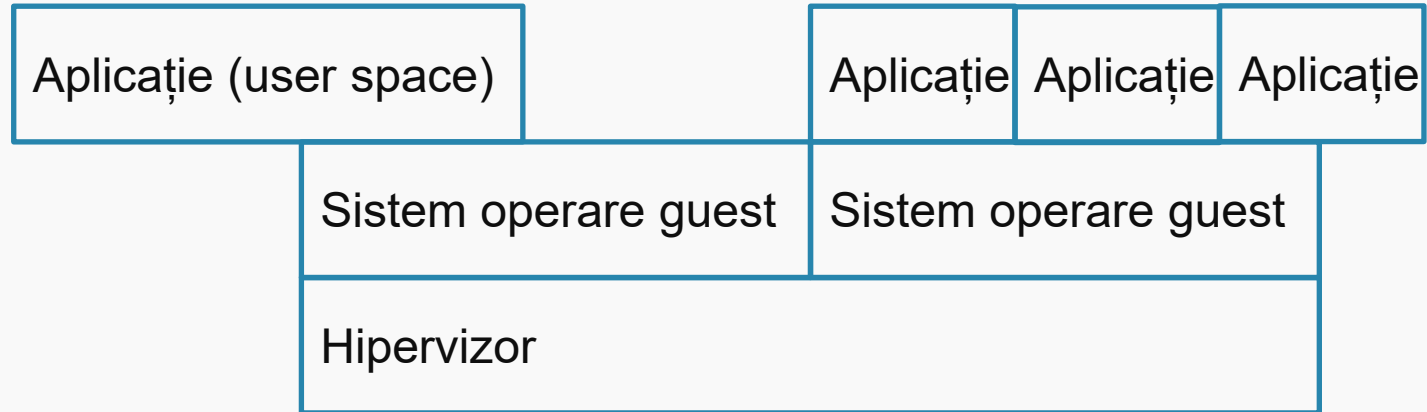 Aplicație (user space)
Aplicație
Aplicație
Aplicație
Sistem operare guest
Sistem operare guest
Hipervizor